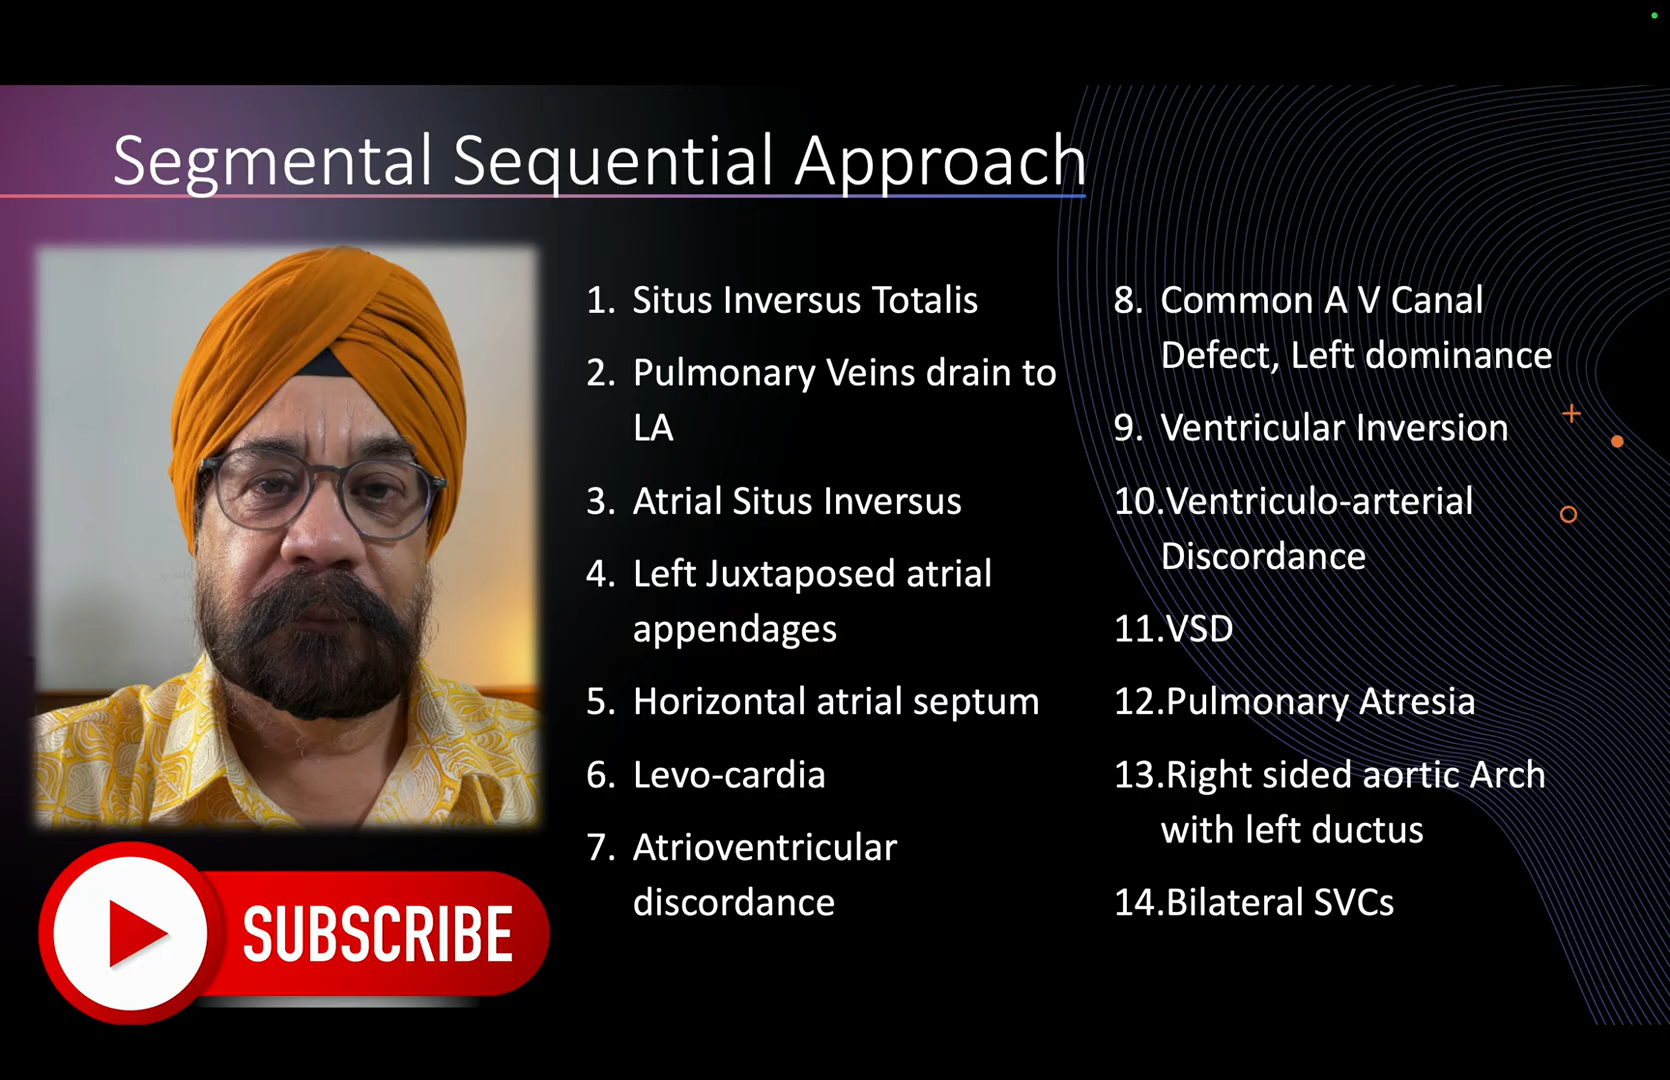 Segmental Sequential Approach
1. Situs Inversus Totalis
2. Pulmonary Veins drain to
LA
3. Atrial Situs Inversus
4. Left Juxtaposed atrial
appendages
5. Horizontal atrial septum
6. Levo-cardia
7. Atrioventricular
discordance
8. Common A V Canal
Defect, Left dominance
9. Ventricular Inversion
10.Ventriculo-arterial
Discordance
11.VSD
12.Pulmonary Atresia
13.Right sided aortic Arch
with left ductus
14.Bilateral SVCs
SUBSCRIBE